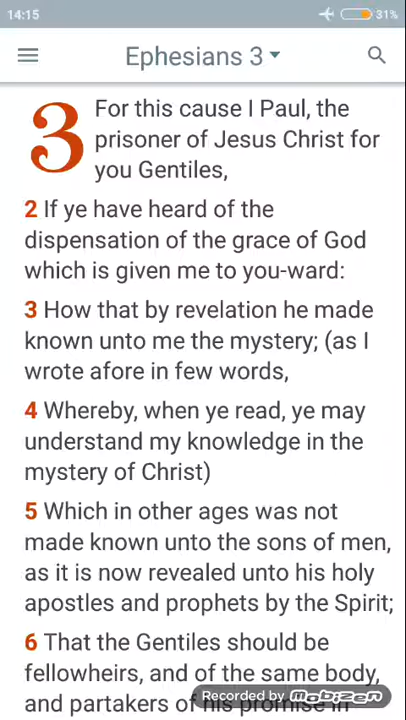 14:15
31%
Ephesians 3
3 For this cause I Paul, the
prisoner of Jesus Christ for
you Gentiles,
2 If ye have heard of the
dispensation of the grace of God
which is given me to you-ward:
3 How that by revelation he made
known unto me the mystery; (as I
wrote afore in few words,
4 Whereby, when ye read, ye may
understand my knowledge in the
mystery of Christ)
5 Which in other ages was not
made known unto the sons of men,
as it is now revealed unto his holy
apostles and prophets by the Spirit;
6 That the Gentiles should be
fellowheirs, and of the same body,
and partakers of his promise in
Recorded by mobizen